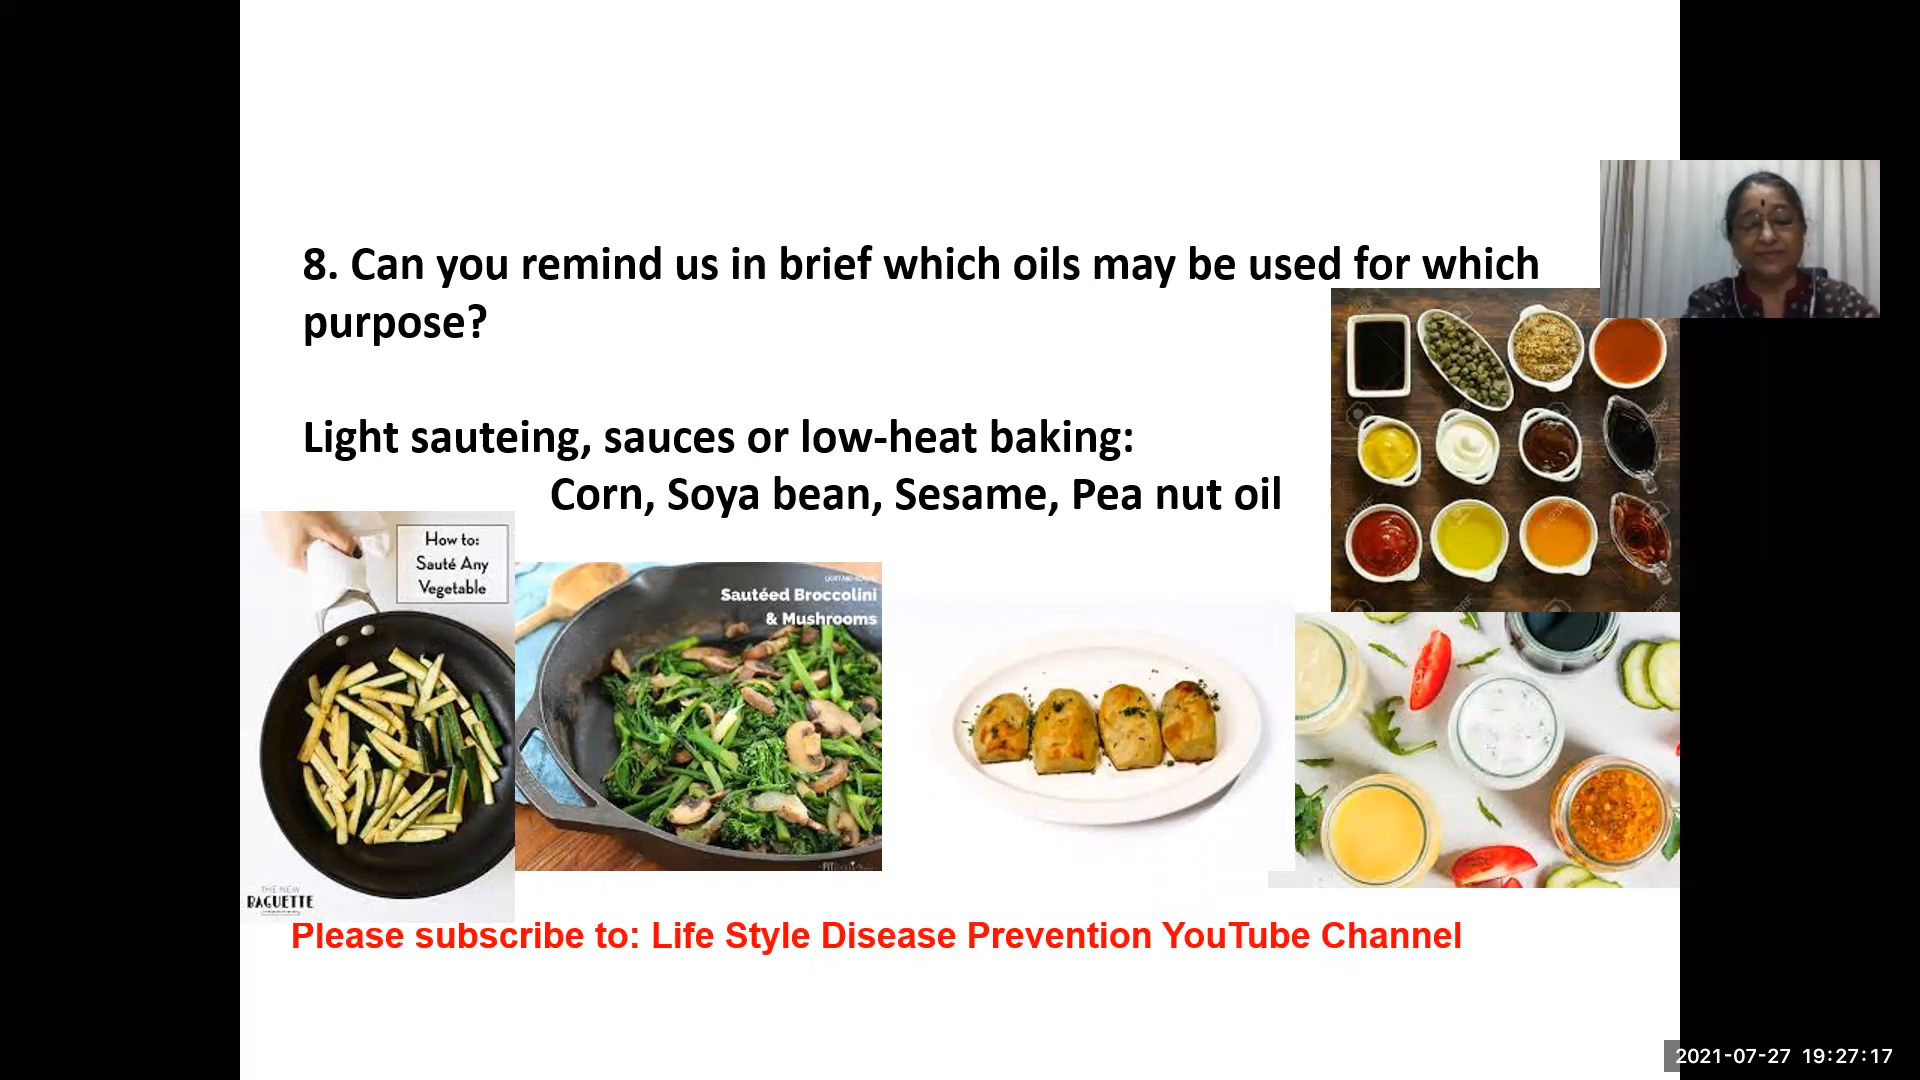 8. Can you remind us in brief which oils may be used for which
purpose?
Light sauteing, sauces or low-heat baking:
Corn, Soya bean, Sesame, Pea nut oil
How to:
Sauté Any
Vegetable
Sautéed Broccolini
& Mushrooms
THE NEW
BAGUETTE
Please subscribe to: Life Style Disease Prevention YouTube Channel
2021-07-27 19:27:17